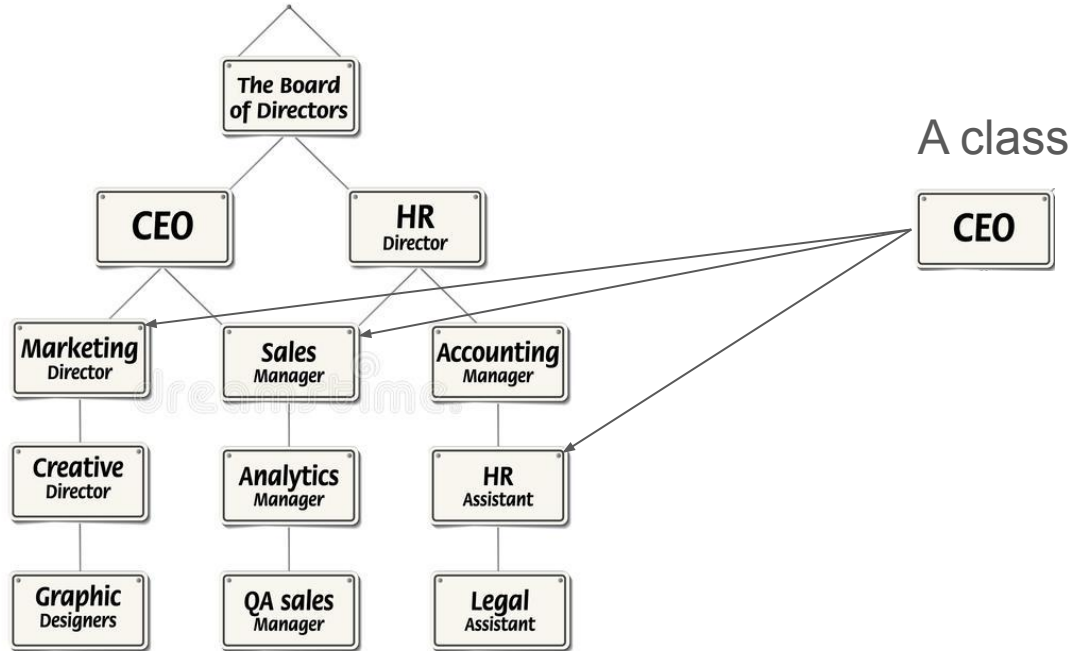 The Board
of Directors
A class
CEO
HR
Director
CEO
Marketing
Director
Sales
Manager
Accounting
Manager
dreamstime.
Creative
Director
Analytics
Manager
HR
Assistant
Graphic
Designers
QA sales
Manager
Legal
Assistant